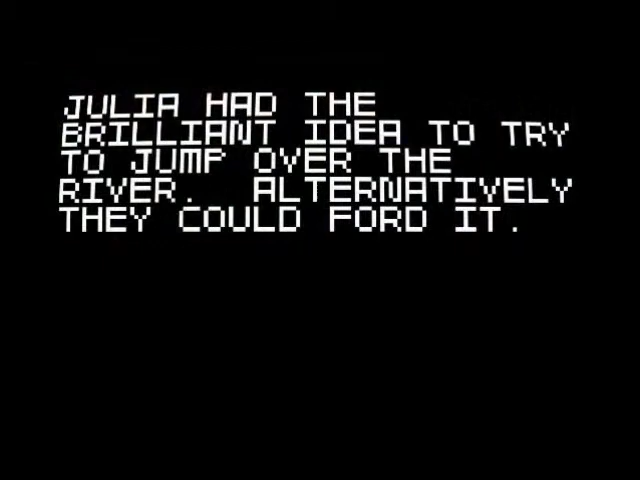 JULIA HAD THE
BRILLIANT IDEA TO TRY
TO JUMP OVER THE
RIVER. ALTERNATIVELY
THEY COULD FORD IT.